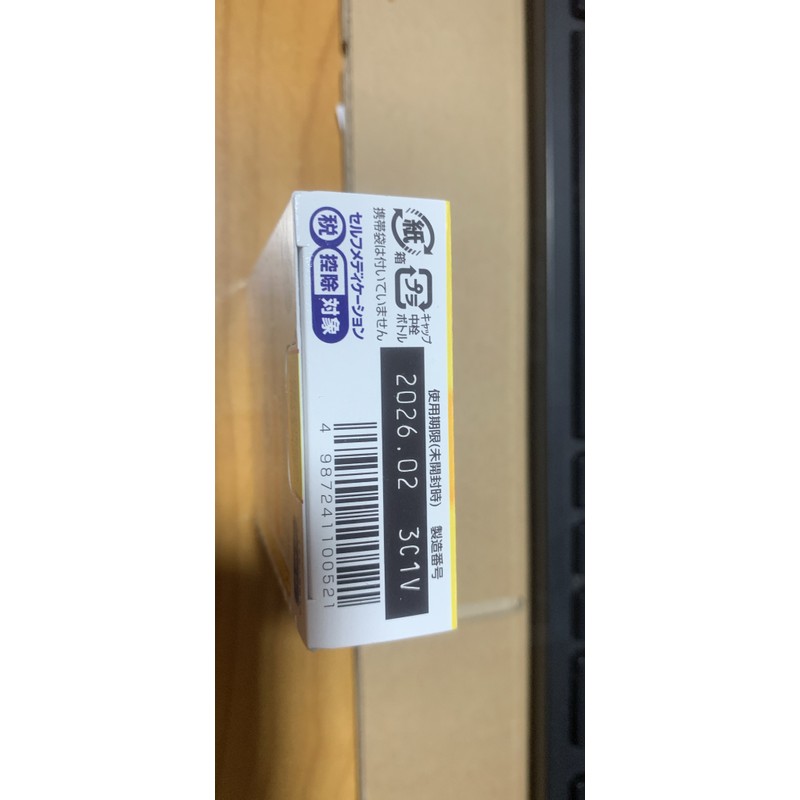 使用期限(未開封時) 製造番号
2026.02 3C1V
紙
箱
プラ
キャップ
中栓
ボトル
携帯袋は付いていません
セルフメディケーション
税 控除 対象
4 987241100521